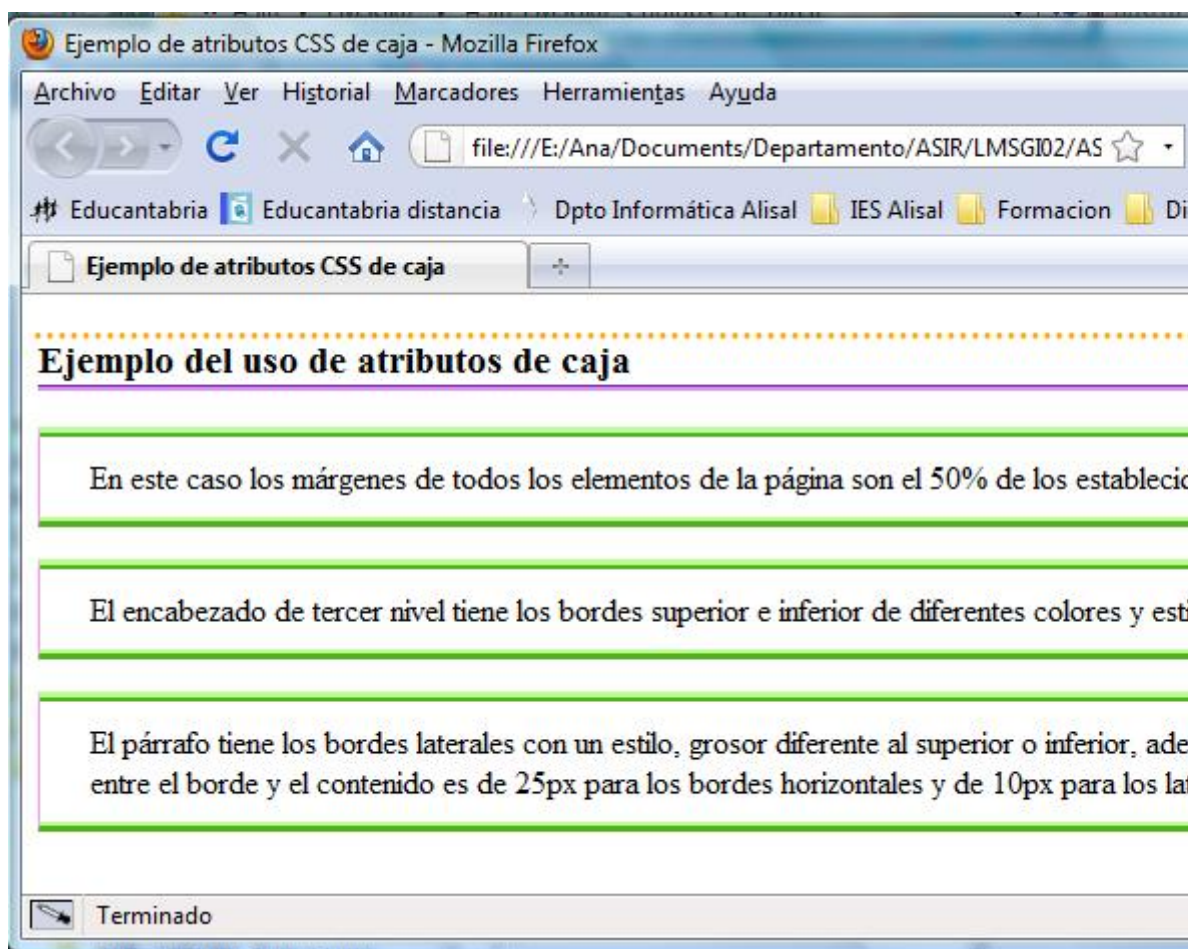 Ejemplo de atributos CSS de caja - Mozilla Firefox
Archivo Editar Ver Historial Marcadores Herramientas Ayuda
file:///E:/Ana/Documents/Departamento/ASIR/LMSGI02/AS
Educantabria Educantabria distancia Dpto Informática Alisal IES Alisal Formacion Di
Ejemplo de atributos CSS de caja
Ejemplo del uso de atributos de caja
En este caso los márgenes de todos los elementos de la página son el 50% de los establecid
El encabezado de tercer nivel tiene los bordes superior e inferior de diferentes colores y esti
El párrafo tiene los bordes laterales con un estilo, grosor diferente al superior o inferior, ade
entre el borde y el contenido es de 25px para los bordes horizontales y de 10px para los lat
Terminado